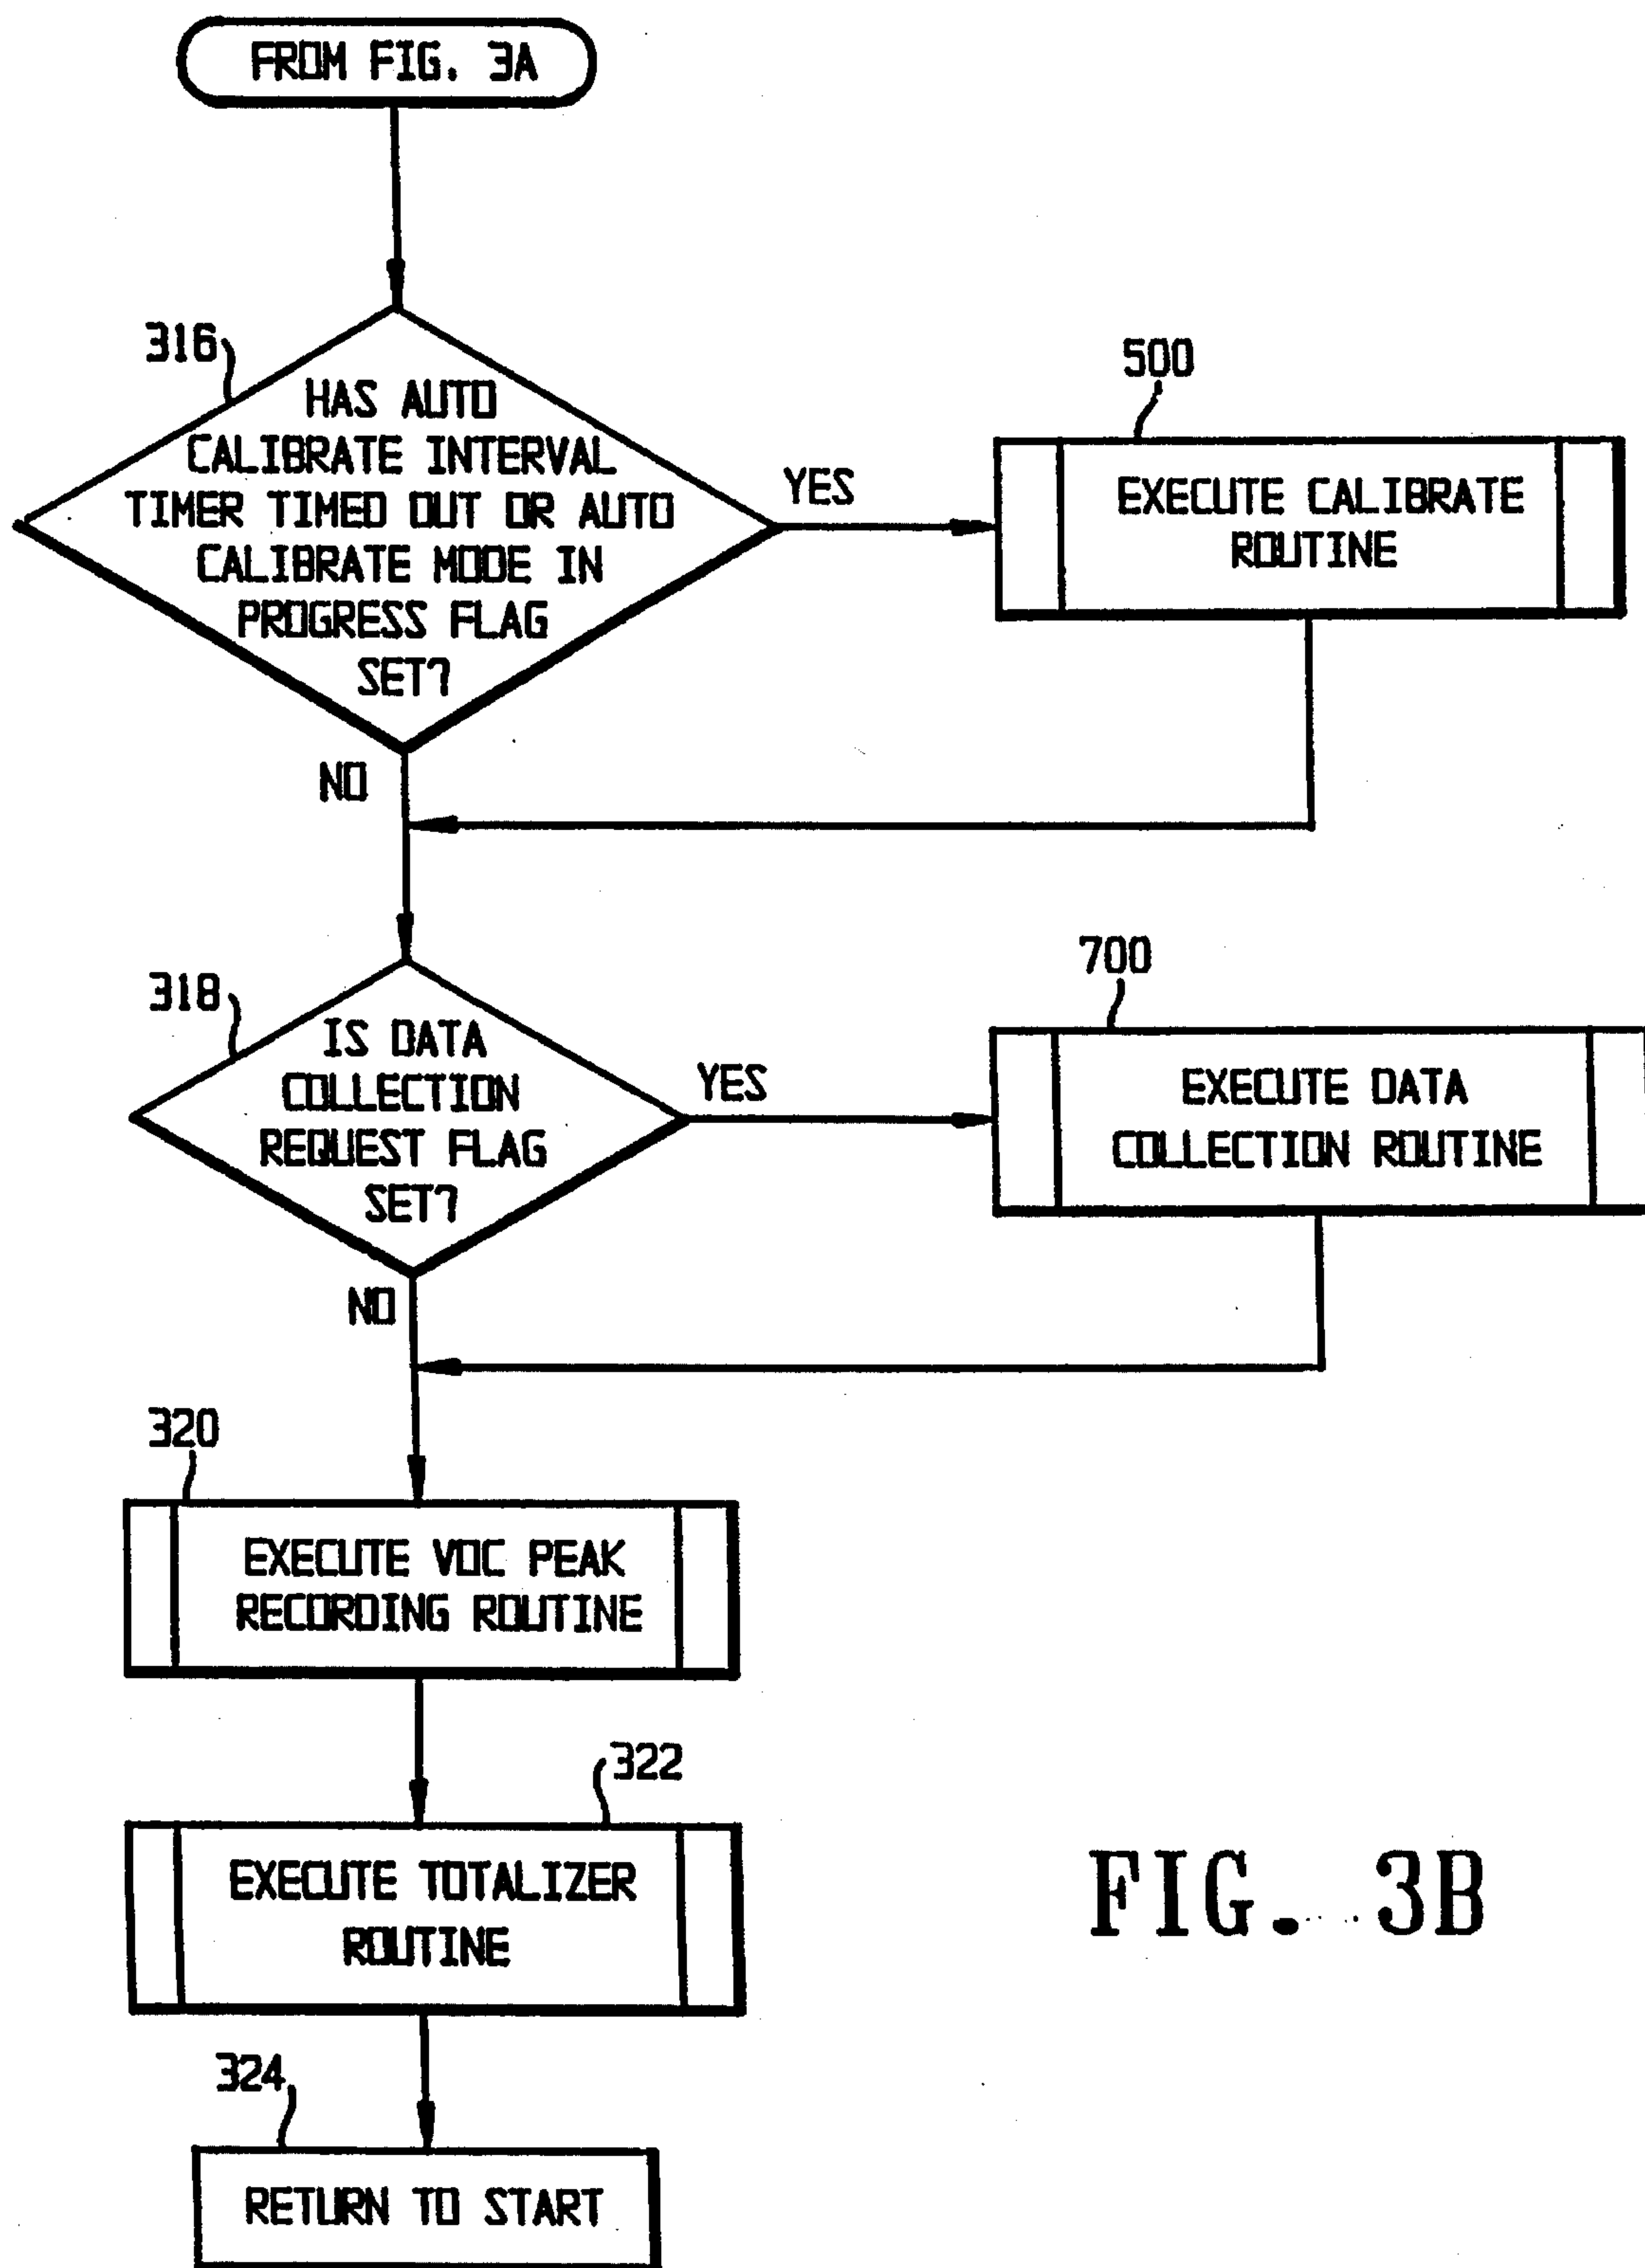 FROM FIG. 3A
316
HAS AUTO
CALIBRATE INTERVAL
TIMER TIMED OUT OR AUTO
CALIBRATE MODE IN
PROGRESS FLAG
SET?
YES
500
EXECUTE CALIBRATE
ROUTINE
NO
318
IS DATA
COLLECTION
REQUEST FLAG
SET?
YES
700
EXECUTE DATA
COLLECTION ROUTINE
NO
320
EXECUTE VOC PEAK
RECORDING ROUTINE
322
EXECUTE TOTALIZER
ROUTINE
324
RETURN TO START
FIG. 3B